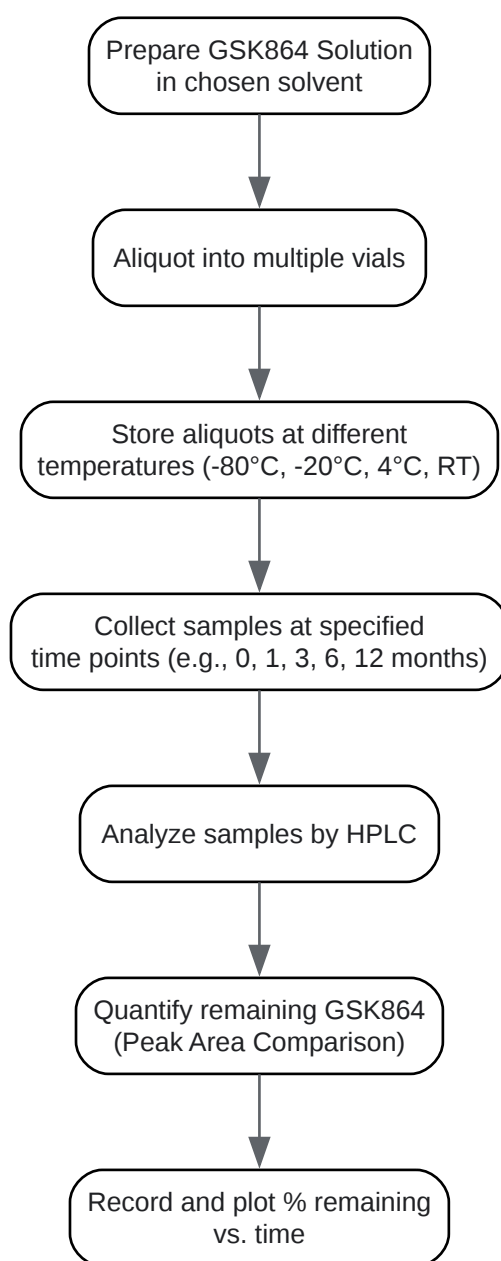 Prepare GSK864 Solution
in chosen solvent
Aliquot into multiple vials
Store aliquots at different
temperatures (-80°C, -20°C, 4°C, RT)
Collect samples at specified
time points (e.g., 0, 1, 3, 6, 12 months)
Analyze samples by HPLC
Quantify remaining GSK864
(Peak Area Comparison)
Record and plot % remaining
vs. time